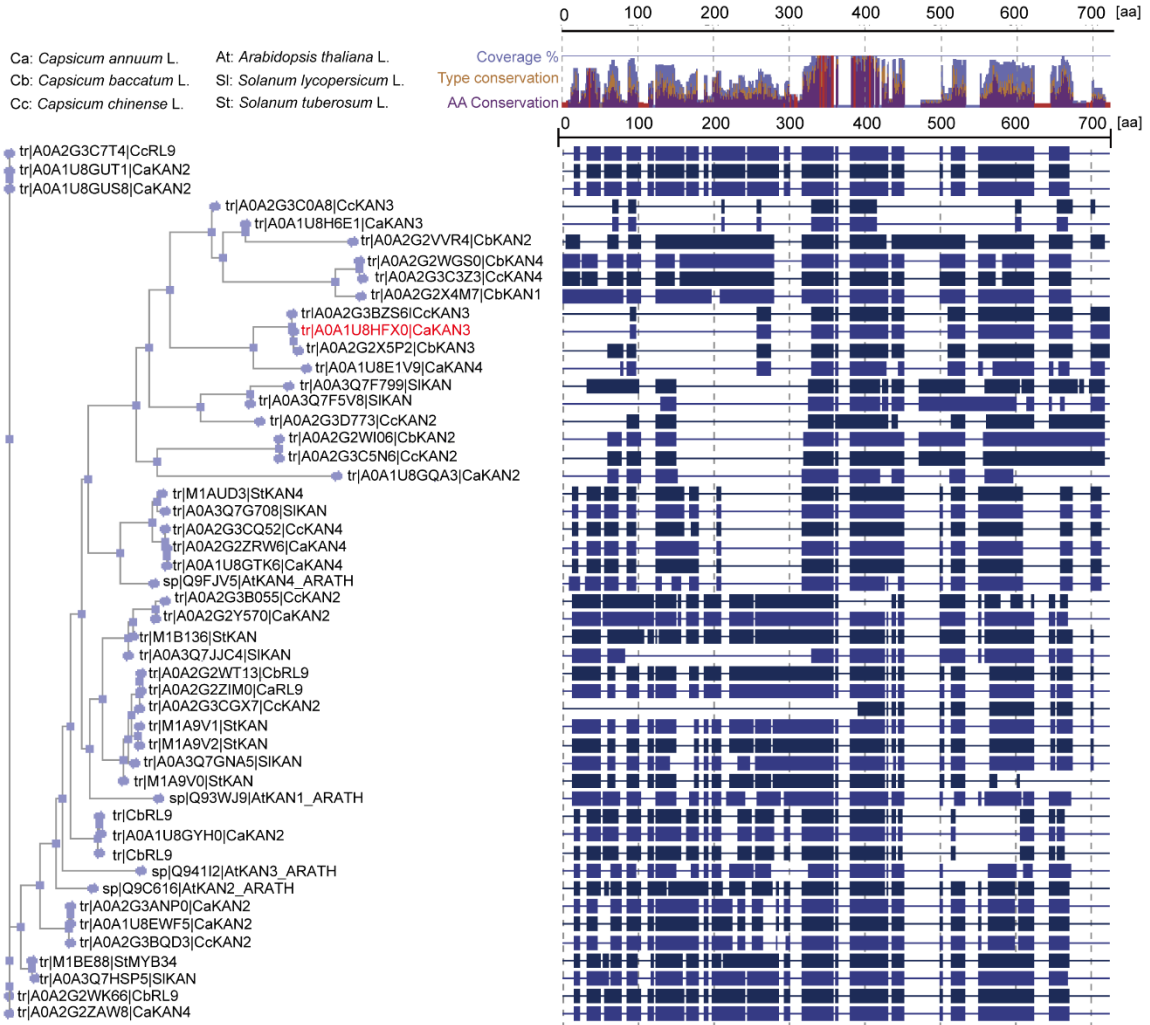 0 100 200 300 400 500 600 700 [aa]
Ca: Capsicum annuum L. At: Arabidopsis thaliana L. Coverage %
Cb: Capsicum baccatum L. Sl: Solanum lycopersicum L. Type conservation
Cc: Capsicum chinense L. St: Solanum tuberosum L. AA Conservation
0 100 200 300 400 500 600 700 [aa]
tr|A0A2G3C7T4|CcRL9
tr|A0A1U8GUT1|CaKAN2
tr|A0A1U8GUS8|CaKAN2
tr|A0A2G3C0A8|CcKAN3
tr|A0A1U8H6E1|CaKAN3
tr|A0A2G2VVR4|CbKAN2
tr|A0A2G2WGS0|CbKAN4
tr|A0A2G3C3Z3|CcKAN4
tr|A0A2G2X4M7|CbKAN1
tr|A0A2G3BZS6lCcKAN3
tr|A0A1U8HFX0|CaKAN3
tr|A0A2G2X5P2|CbKAN3
tr|A0A1U8E1V9|CaKAN4
tr|A0A3Q7F799|SlKAN
tr|A0A3Q7F5V8|SlKAN
tr|A0A2G3D773|CcKAN2
tr|A0A2G2WI06|CbKAN2
tr|A0A2G3C5N6|CcKAN2
tr|A0A1U8GQA3|CaKAN2
tr|M1AUD3|StKAN4
tr|A0A3Q7G708|SlKAN
tr|A0A2G3CQ52|CcKAN4
tr|A0A2G2ZRW6|CaKAN4
tr|A0A1U8GTK6|CaKAN4
sp|Q9FJV5|AtKAN4_ARATH
tr|A0A2G3B055|CcKAN2
tr|A0A2G2Y570|CaKAN2
tr|M1B136|StKAN
tr|A0A3Q7JJC4|SlKAN
tr|A0A2G2WT13|CbRL9
tr|A0A2G2ZIM0|CaRL9
tr|A0A2G3CGX7|CcKAN2
tr|M1A9V1|StKAN
tr|M1A9V2|StKAN
tr|A0A3Q7GNA5|SlKAN
tr|M1A9V0|StKAN
sp|Q93WJ9|AtKAN1_ARATH
tr|CbRL9
tr|A0A1U8GYH0|CaKAN2
tr|CbRL9
sp|Q941I2|AtKAN3_ARATH
sp|Q9C616|AtKAN2_ARATH
tr|A0A2G3ANP0|CaKAN2
tr|A0A1U8EWF5|CaKAN2
tr|A0A2G3BQD3|CcKAN2
tr|M1BE88|StMYB34
tr|A0A3Q7HSP5|SlKAN
tr|A0A2G2WK66|CbRL9
tr|A0A2G2ZAW8|CaKAN4